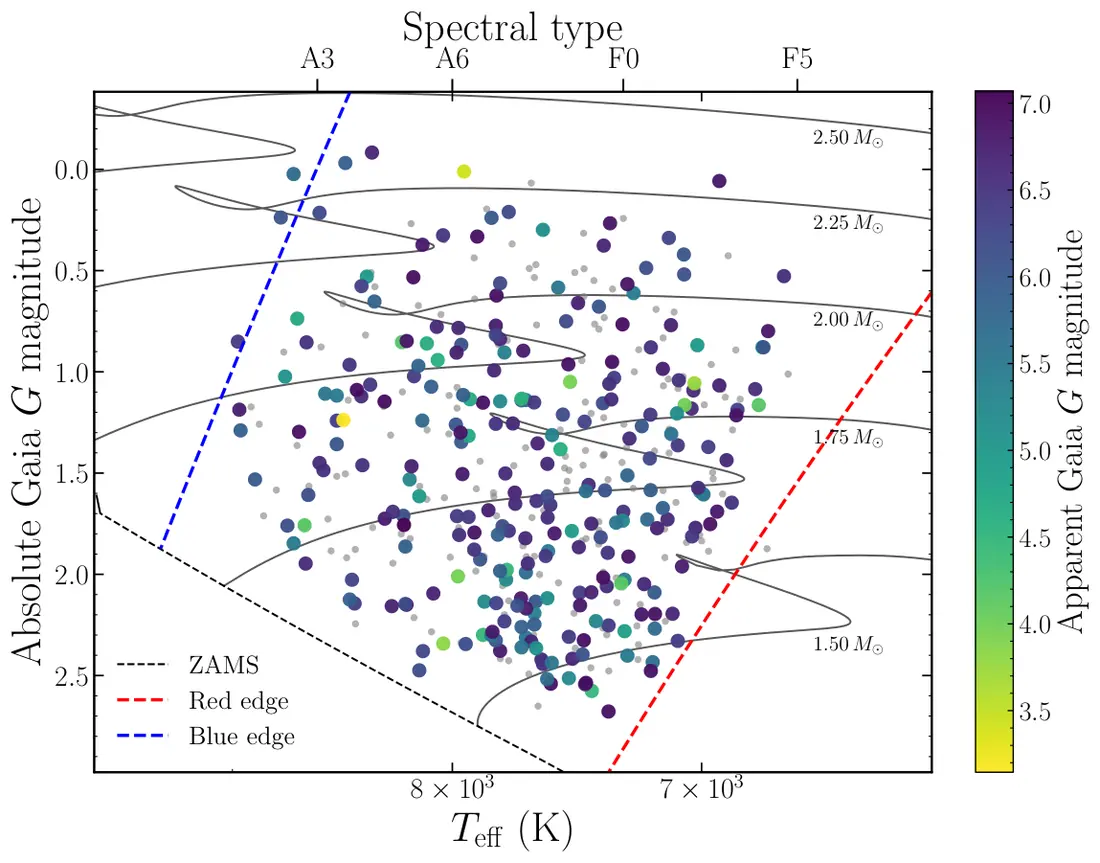 Spectral type
A3 A6 F0 F5
2.50 M⊙
2.25 M⊙
2.00 M⊙
1.75 M⊙
1.50 M⊙
0.0
0.5
1.0
1.5
2.0
2.5
Absolute Gaia G magnitude
ZAMS
Red edge
Blue edge
8 × 10³ 7 × 10³
T_eff (K)
7.0
6.5
6.0
5.5
5.0
4.5
4.0
3.5
Apparent Gaia G magnitude